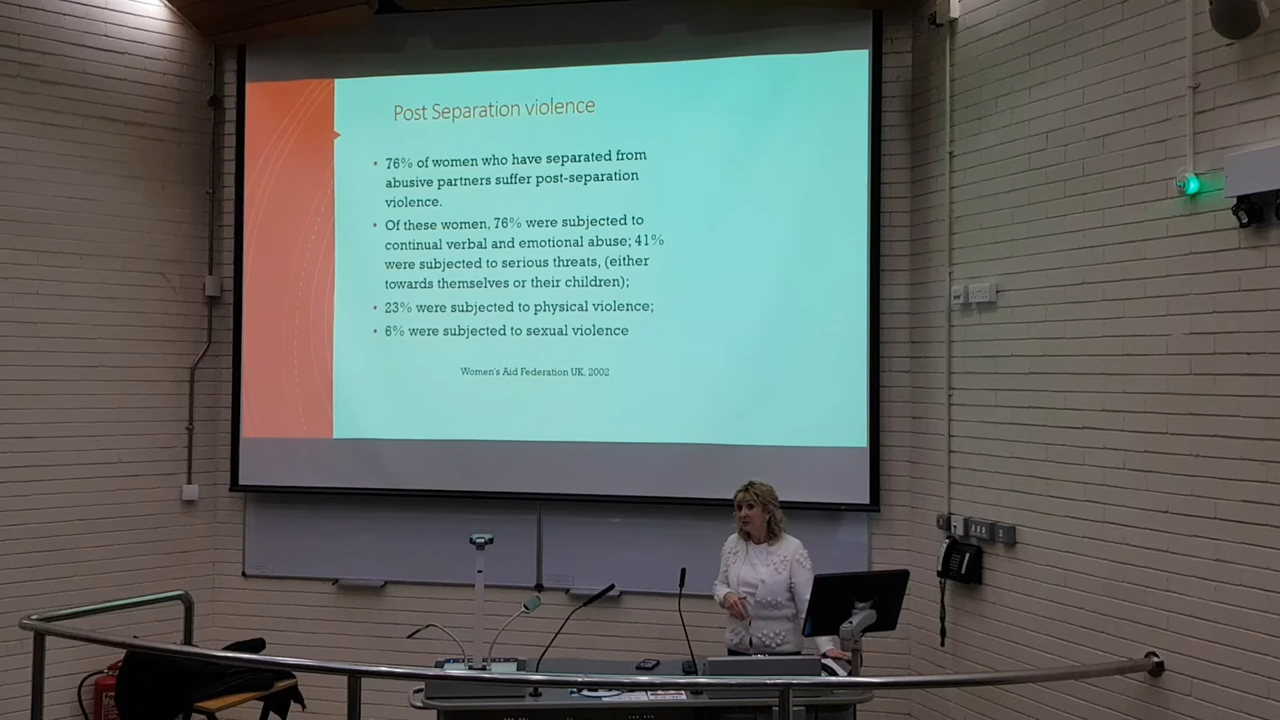 Post Separation violence
• 76% of women who have separated from
abusive partners suffer post-separation
violence.
• Of these women, 76% were subjected to
continual verbal and emotional abuse; 41%
were subjected to serious threats, (either
towards themselves or their children);
• 23% were subjected to physical violence;
• 6% were subjected to sexual violence
Women's Aid Federation UK, 2002